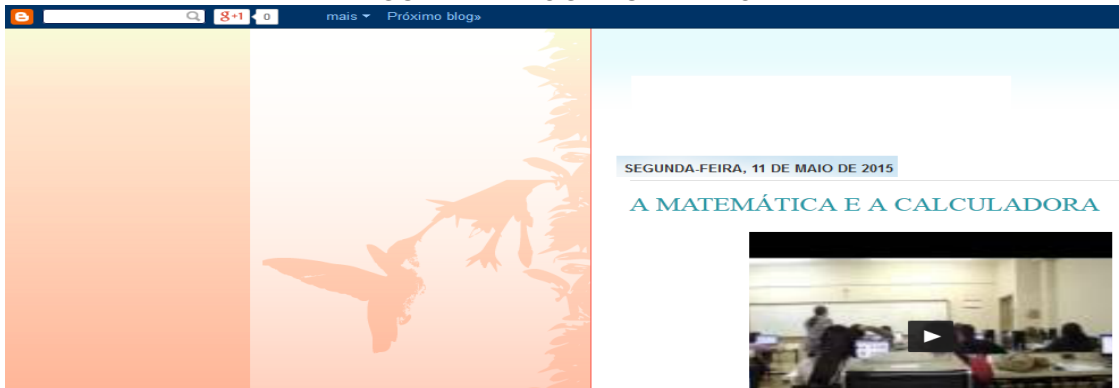 g+1 0 mais Próximo blog»
SEGUNDA-FEIRA, 11 DE MAIO DE 2015
A MATEMÁTICA E A CALCULADORA